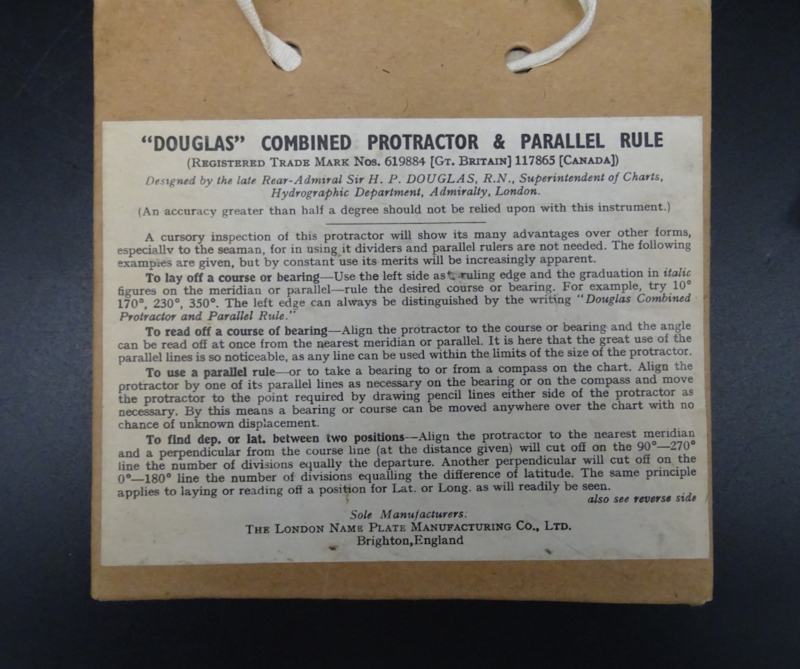 "DOUGLAS" COMBINED PROTRACTOR & PARALLEL RULE
(Registered Trade Mark Nos. 619884 [Gt. Britain] 117865 [Canada])
Designed by the late Rear-Admiral Sir H. P. DOUGLAS, R.N., Superintendent of Charts,
Hydrographic Department, Admiralty, London.
(An accuracy greater than half a degree should not be relied upon with this instrument.)
A cursory inspection of this protractor will show its many advantages over other forms,
especially to the seaman, for in using it dividers and parallel rulers are not needed. The following
examples are given, but by constant use its merits will be increasingly apparent.
To lay off a course or bearing—Use the left side as ruling edge and the graduation in italic
figures on the meridian or parallel—rule the desired course or bearing. For example, try 10°
170°, 230°, 350°. The left edge can always be distinguished by the writing "Douglas Combined
Protractor and Parallel Rule."
To read off a course of bearing—Align the protractor to the course or bearing and the angle
can be read off at once from the nearest meridian or parallel. It is here that the great use of the
parallel lines is so noticeable, as any line can be used within the limits of the size of the protractor.
To use a parallel rule—or to take a bearing to or from a compass on the chart. Align the
protractor by one of its parallel lines as necessary on the bearing or on the compass and move
the protractor to the point required by drawing pencil lines either side of the protractor as
necessary. By this means a bearing or course can be moved anywhere over the chart with no
chance of unknown displacement.
To find dep. or lat. between two positions—Align the protractor to the nearest meridian
and a perpendicular from the course line (at the distance given) will cut off on the 90°—270°
line the number of divisions equally the departure. Another perpendicular will cut off on the
0°—180° line the number of divisions equalling the difference of latitude. The same principle
applies to laying or reading off a position for Lat. or Long. as will readily be seen.
also see reverse side
Sole Manufacturers:
The London Name Plate Manufacturing Co., Ltd.
Brighton, England